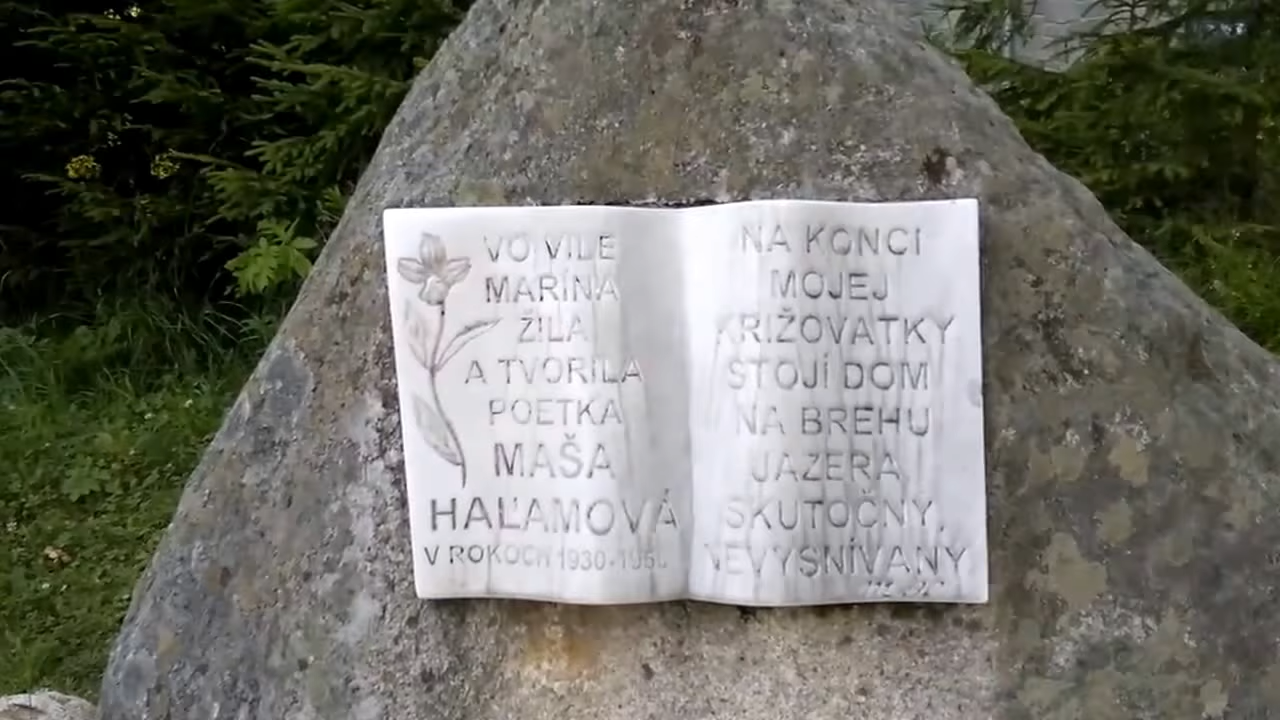 VO VILE
MARÍNA
ŽILA
A TVORILA
POETKA
MAŠA
HAĽAMOVÁ
V ROKOCH
NA KONCI
MOJEJ
KRIŽOVATKY
STOJÍ DOM
NA BREHU
JAZERA
SKUTOČNÝ,
NEVYSNÍVANÝ